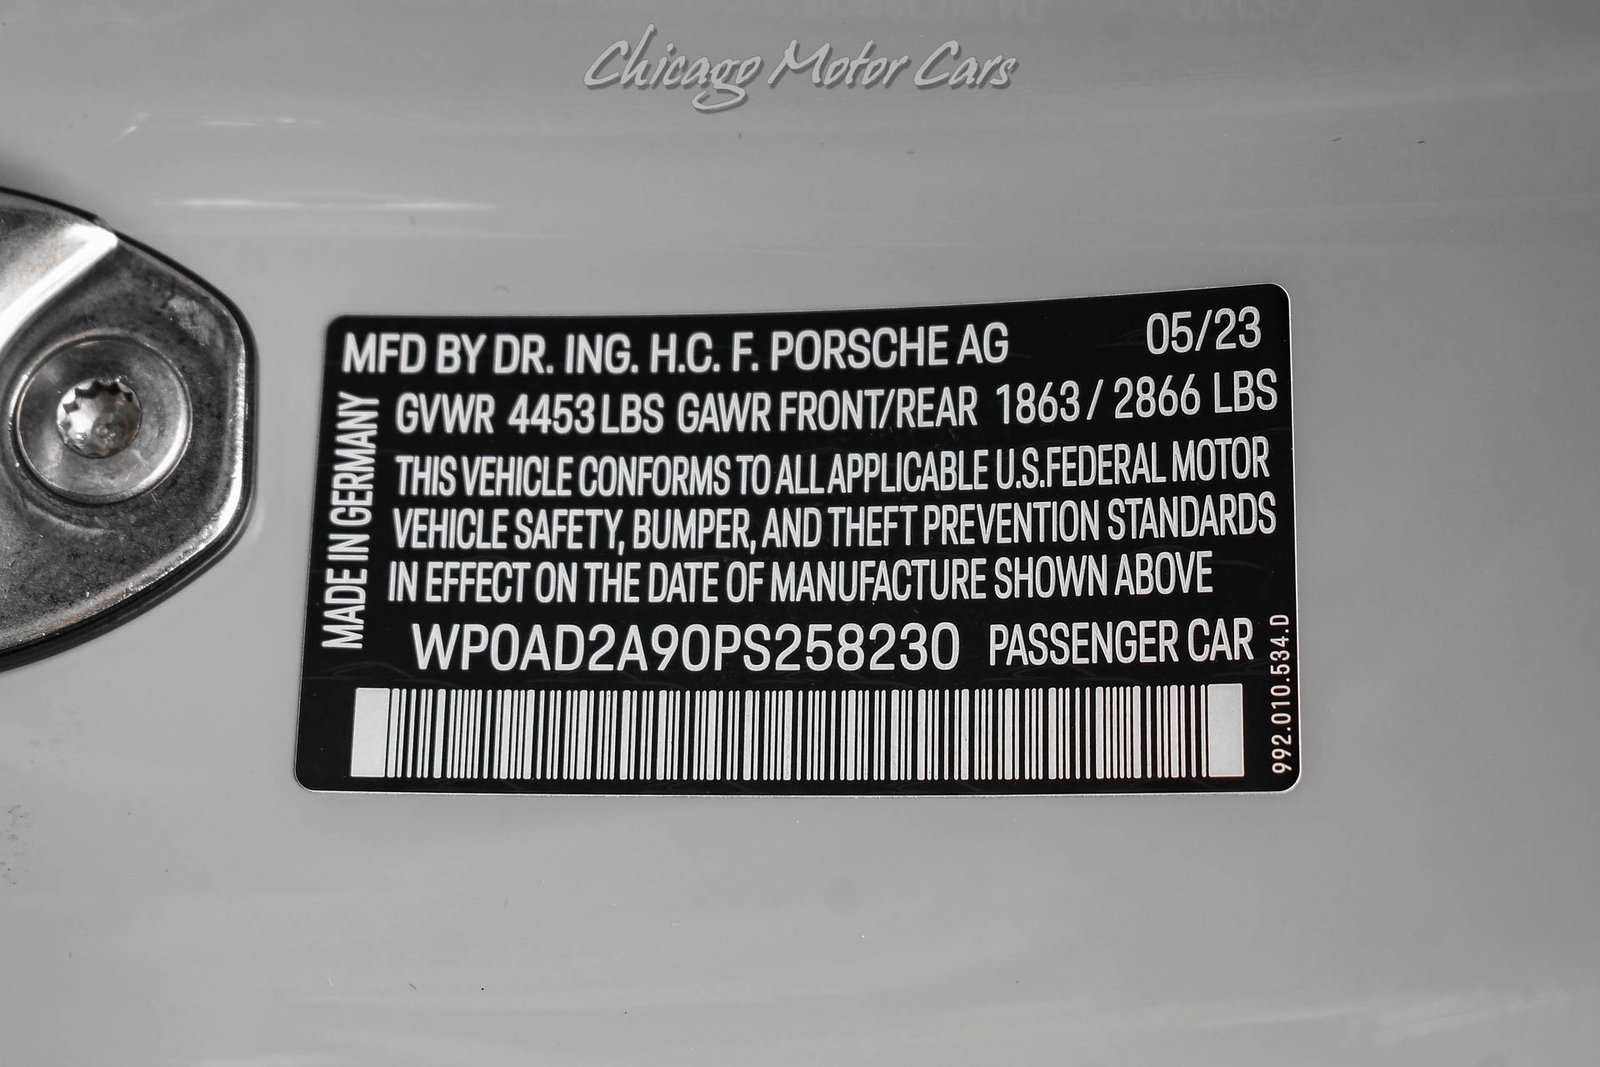 Chicago Motor Cars
MFD BY DR. ING. H.C. F. PORSCHE AG 05/23
GVWR 4453 LBS GAWR FRONT/REAR 1863 / 2866 LBS
THIS VEHICLE CONFORMS TO ALL APPLICABLE U.S.FEDERAL MOTOR
VEHICLE SAFETY, BUMPER, AND THEFT PREVENTION STANDARDS
IN EFFECT ON THE DATE OF MANUFACTURE SHOWN ABOVE
MADE IN GERMANY
WP0AD2A90PS258230 PASSENGER CAR
992.010.534.D